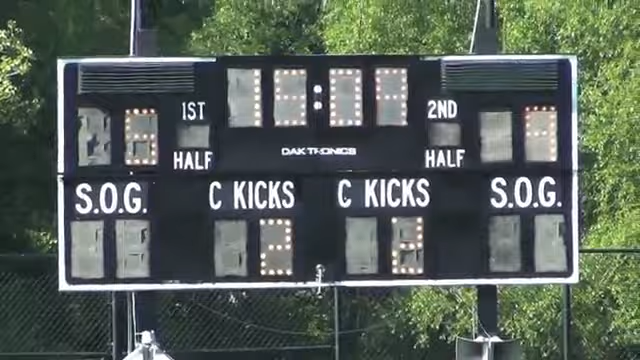 1ST
2ND
DAKTRONICS
HALF
HALF
S.O.G.
C KICKS
C KICKS
S.O.G.